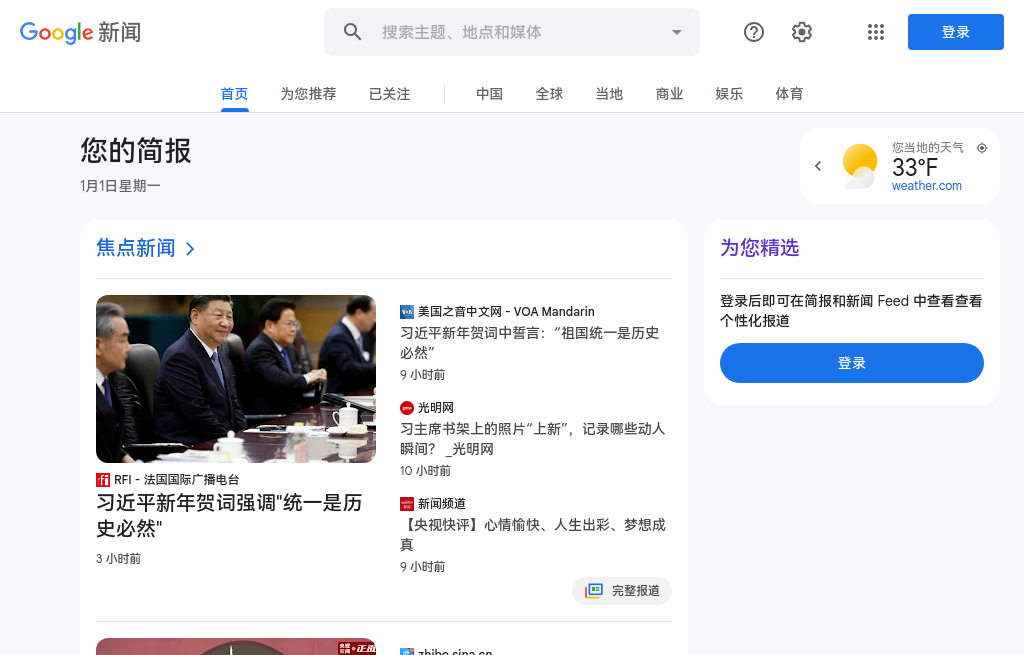 Google 新闻
搜索主题、地点和媒体
登录
首页
为您推荐
已关注
中国
全球
当地
商业
娱乐
体育
您的简报
1月1日星期一
您当地的天气
33°F
weather.com
焦点新闻
RFI - 法国国际广播电台
习近平新年贺词强调"统一是历
史必然"
3 小时前
VOA
美国之音中文网 - VOA Mandarin
习近平新年贺词中誓言：“祖国统一是历史
必然”
9 小时前
光明网
习主席书架上的照片“上新”，记录哪些动人
瞬间？ _光明网
10 小时前
新闻频道
【央视快评】心情愉快、人生出彩、梦想成
真
9 小时前
完整报道
为您精选
登录后即可在简报和新闻 Feed 中查看查看
个性化报道
登录
zhibo.sina.cn